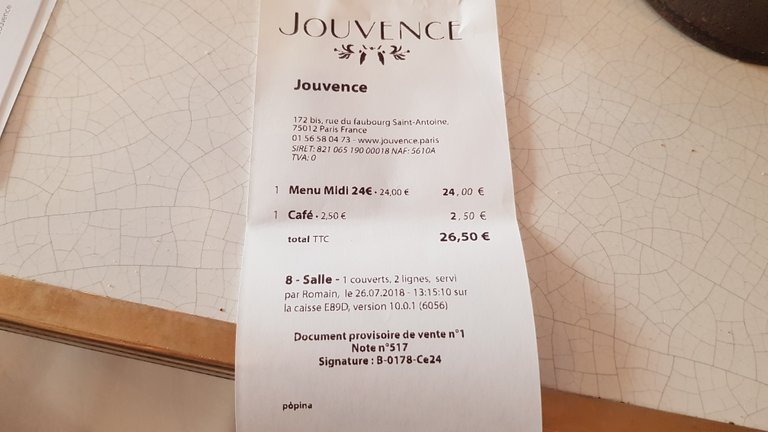 JOUVENCE
Jouvence
172 bis, rue du faubourg Saint-Antoine,
75012 Paris France
01 56 58 04 73 - www.jouvence.paris
SIRET: 821 065 190 00018 NAF: 5610A
TVA: 0
1 Menu Midi 24€ • 24,00 € 24,00 €
1 Café • 2,50 € 2,50 €
total TTC 26,50 €
8 - Salle - 1 couverts, 2 lignes, servi
par Romain, le 26.07.2018 - 13:15:10 sur
la caisse E89D, version 10.0.1 (6056)
Document provisoire de vente n°1
Note n°517
Signature : B-0178-Ce24
pòpina